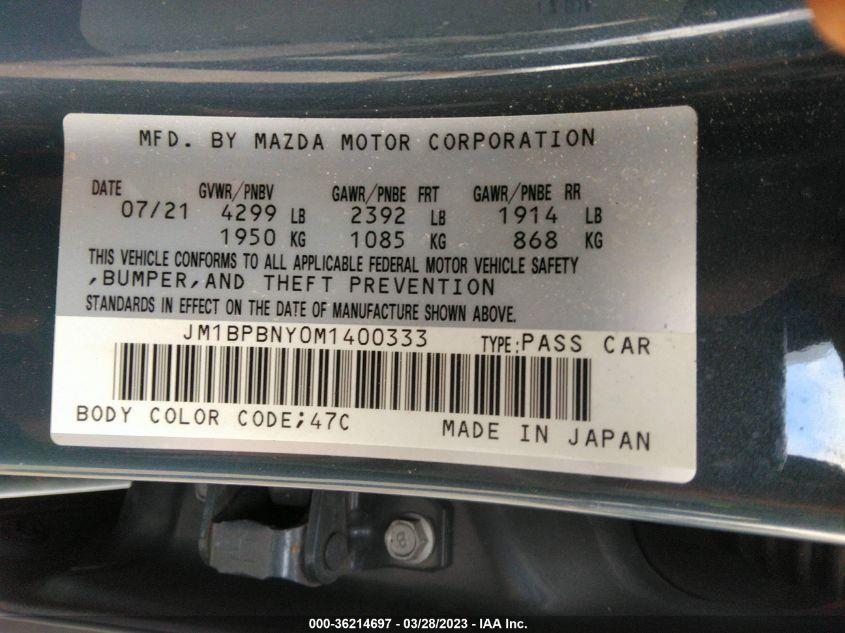 MFD. BY MAZDA MOTOR CORPORATION
DATE GVWR/PNBV GAWR/PNBE FRT GAWR/PNBE RR
07/21 4299 LB 2392 LB 1914 LB
1950 KG 1085 KG 868 KG
THIS VEHICLE CONFORMS TO ALL APPLICABLE FEDERAL MOTOR VEHICLE SAFETY
,BUMPER,AND THEFT PREVENTION
STANDARDS IN EFFECT ON THE DATE OF MANUFACTURE SHOWN ABOVE.
JM1BPBNY0M1400333 TYPE:PASS CAR
BODY COLOR CODE;47C MADE IN JAPAN
8
000-36214697 - 03/28/2023 - IAA Inc.